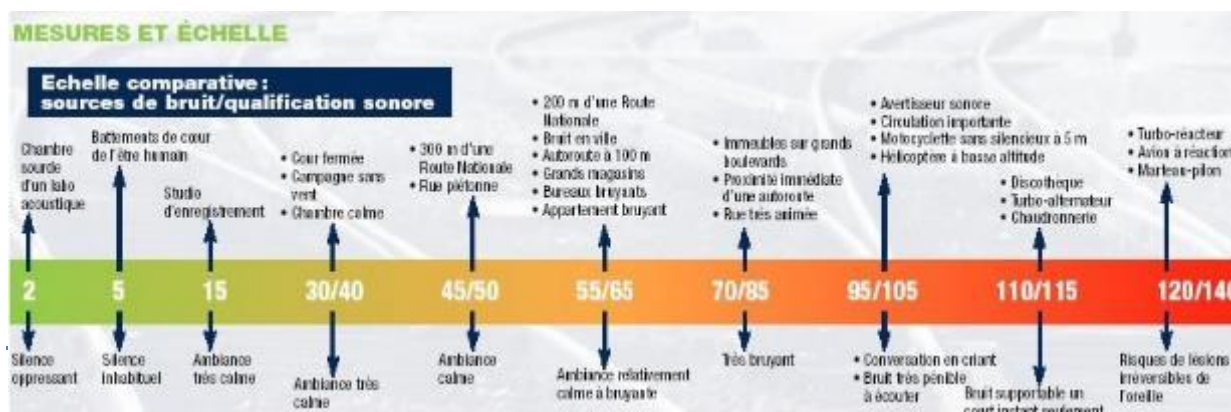 MESURES ET ÉCHELLE
Echelle comparative :
sources de bruit/qualification sonore
Chambre
sourde
d'un labo
acoustique
Battements de cœur
de l'être humain
Studio
d'enregistrement
• Cour fermée
• Campagne sans
vent
• Chambre calme
• 300 m d'une
Route Nationale
• Rue piétonne
• 200 m d'une Route
Nationale
• Bruit en ville
• Autoroute à 100 m
• Grands magasins
• Bureaux bruyants
• Appartement bruyant
• Immeubles sur grands
boulevards
• Proximité immédiate
d'une autoroute
• Rue très animée
• Avertisseur sonore
• Circulation importante
• Motocyclette sans silencieux à 5 m
• Hélicoptère à basse altitude
• Discothèque
• Turbo-alternateur
• Chaudronnerie
• Turbo-réacteur
• Avion à réaction
• Marteau-pilon
2 5 15 30/40 45/50 55/65 70/85 95/105 110/115 120/140
Silence
oppressant
Silence
inhabituel
Ambiance
très calme
Ambiance très
calme
Ambiance
calme
Ambiance relativement
calme à bruyante
Très bruyant
• Conversation en criant
• Bruit très pénible
à écouter
Bruit supportable un
court instant seulement
Risques de lésions
irréversibles de
l'oreille